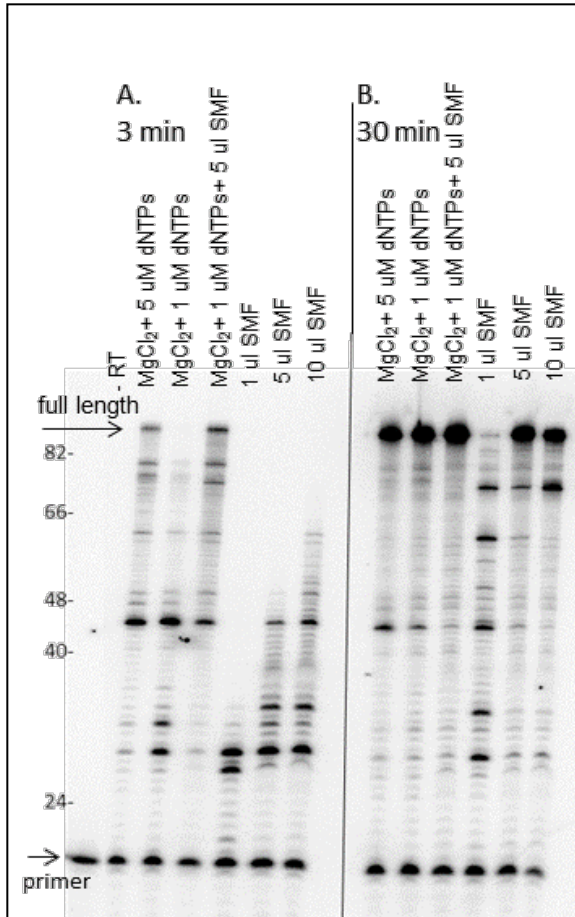 A.
3 min
- RT
MgCl₂+ 5 uM dNTPs
MgCl₂+ 1 uM dNTPs
MgCl₂+ 1 uM dNTPs+ 5 ul SMF
1 ul SMF
5 ul SMF
10 ul SMF
B.
30 min
MgCl₂+ 5 uM dNTPs
MgCl₂+ 1 uM dNTPs
MgCl₂+ 1 uM dNTPs+ 5 ul SMF
1 ul SMF
5 ul SMF
10 ul SMF
full length
82-
66-
48-
40-
24-
primer